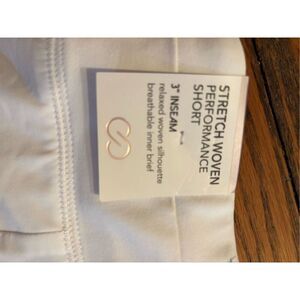 STRETCH WOVEN
PERFORMANCE
SHORT
3" INSEAM
relaxed woven silhouette
breathable inner brief